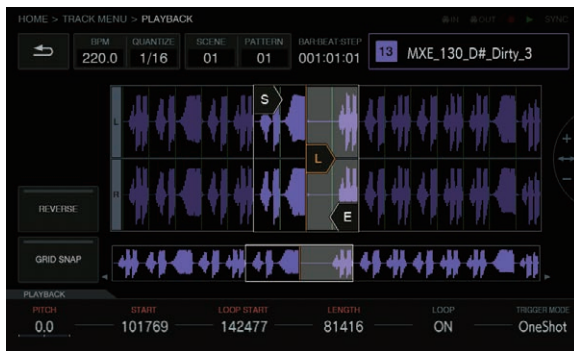 HOME > TRACK MENU > PLAYBACK IN OUT SYNC
BPM QUANTIZE SCENE PATTERN BAR:BEAT:STEP
220.0 1/16 01 01 001:01:01 13 MXE_130_D#_Dirty_3
S
L
L
R
E
+
-
REVERSE
GRID SNAP
PLAYBACK
PITCH START LOOP START LENGTH LOOP TRIGGER MODE
0.0 101769 142477 81416 ON OneShot